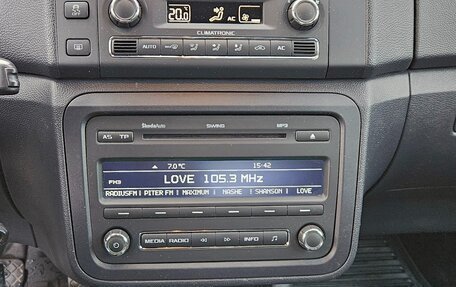 OFF
20.0 AC
AUTO AC
CLIMATRONIC
SkodaAuto SWING MP3
AS TP
7.0°C 15:42
FM3 LOVE 105.3 MHz
RADIUSFM | PITER FM | MAXIMUM | NASHE | SHANSON | LOVE
MEDIA RADIO INFO